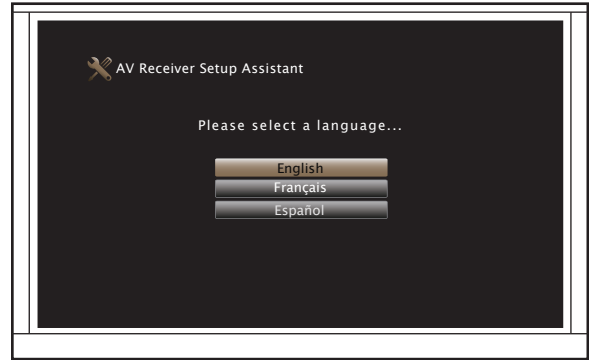 AV Receiver Setup Assistant
Please select a language...
English
Français
Español